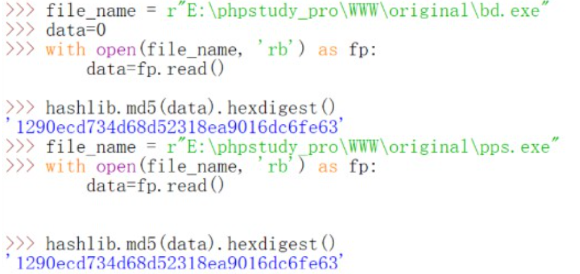 >>> file_name = r"E:\phpstudy_pro\WWW\original\bd.exe"
>>> data=0
>>> with open(file_name, 'rb') as fp:
        data=fp.read()
>>> hashlib.md5(data).hexdigest()
'1290ecd734d68d52318ea9016dc6fe63'
>>> file_name = r"E:\phpstudy_pro\WWW\original\pps.exe"
>>> with open(file_name, 'rb') as fp:
        data=fp.read()
>>> hashlib.md5(data).hexdigest()
'1290ecd734d68d52318ea9016dc6fe63'